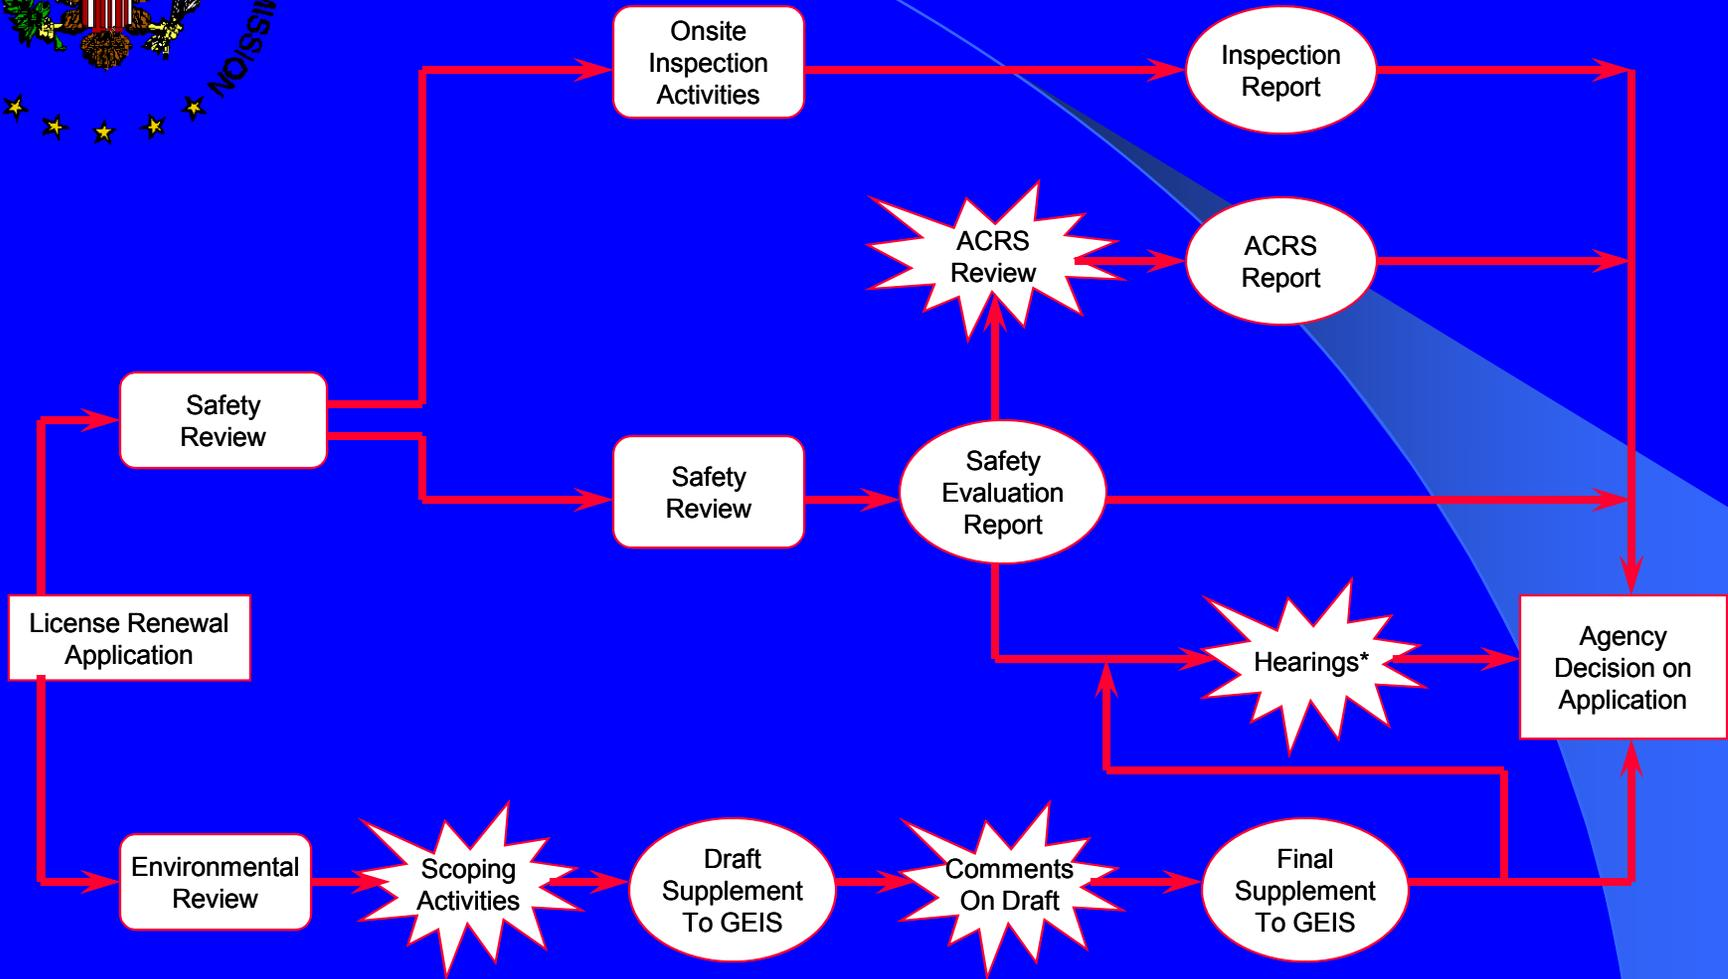 MISSION
Onsite
Inspection
Activities
Inspection
Report
ACRS
Review
ACRS
Report
Safety
Review
Safety
Review
Safety
Evaluation
Report
License Renewal
Application
Hearings*
Agency
Decision on
Application
Environmental
Review
Scoping
Activities
Draft
Supplement
To GEIS
Comments
On Draft
Final
Supplement
To GEIS